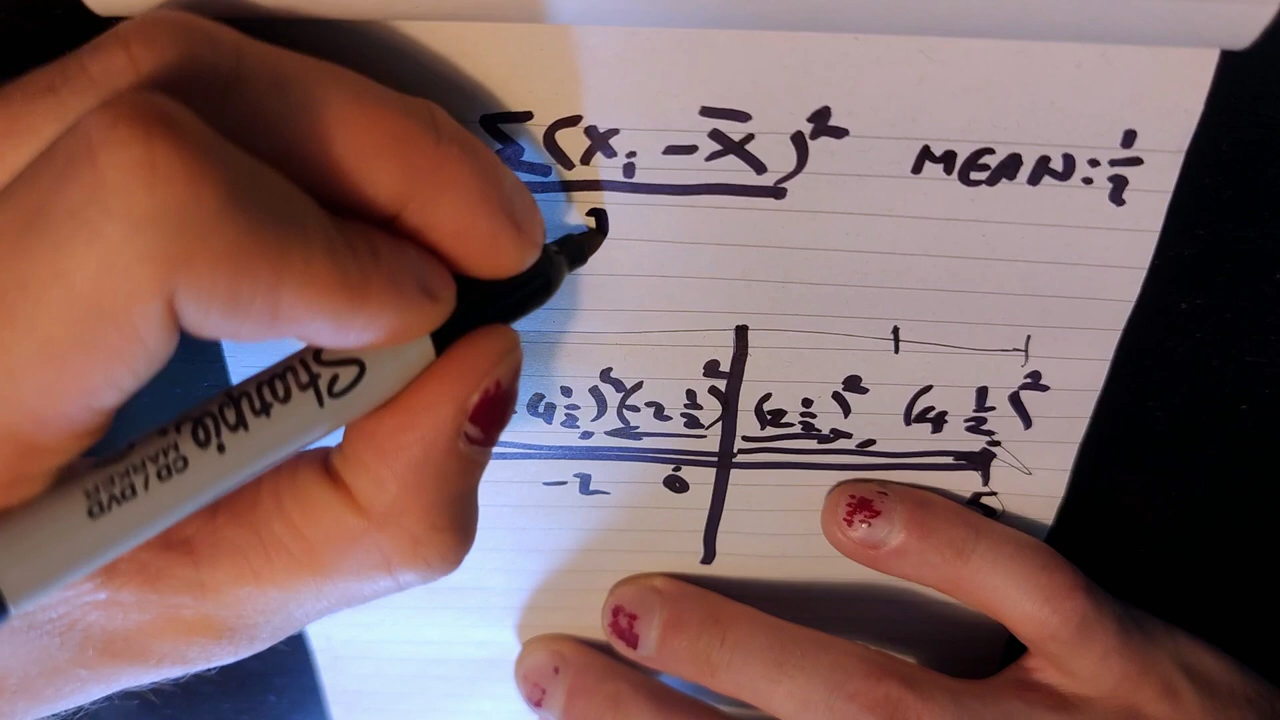 Σ(xᵢ - x̄)² MEAN: 1/2
(4 1/2)² (-2 1/2)² (2 1/2)² (4 1/2)²
-2 0 5
Sharpie
CD/DVD
MARKER